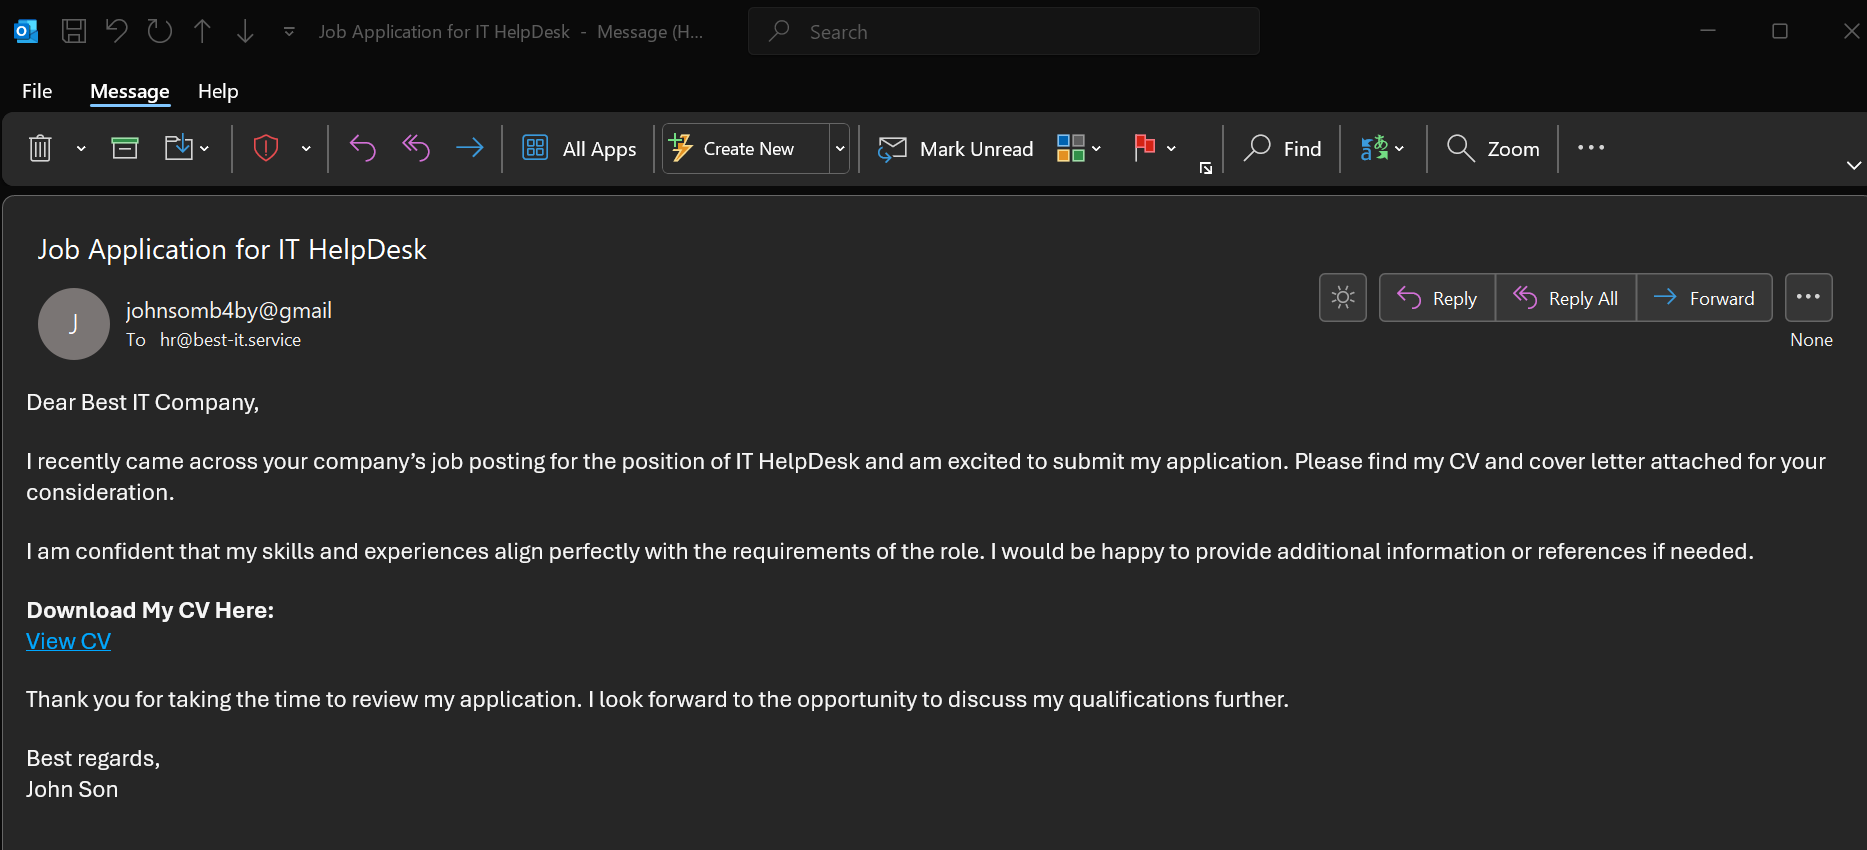 Job Application for IT HelpDesk - Message (H...
Search
File Message Help
All Apps Create New Mark Unread Find Zoom
Job Application for IT HelpDesk
J
johnsomb4by@gmail
To hr@best-it.service
Reply Reply All Forward
None
Dear Best IT Company,
I recently came across your company’s job posting for the position of IT HelpDesk and am excited to submit my application. Please find my CV and cover letter attached for your
consideration.
I am confident that my skills and experiences align perfectly with the requirements of the role. I would be happy to provide additional information or references if needed.
Download My CV Here:
View CV
Thank you for taking the time to review my application. I look forward to the opportunity to discuss my qualifications further.
Best regards,
John Son